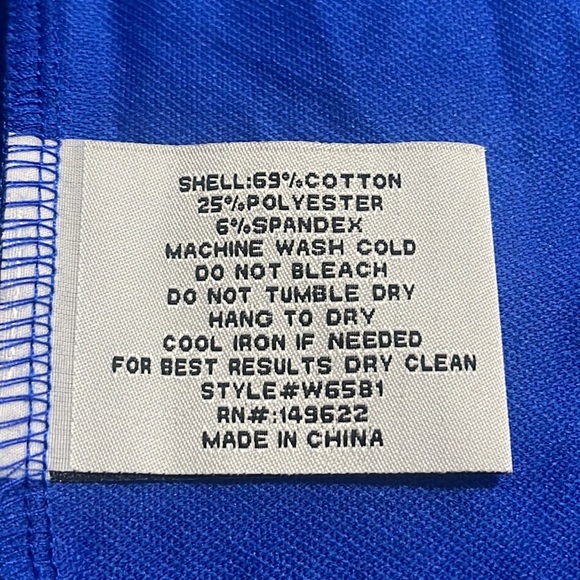 SHELL:69%COTTON
25%POLYESTER
6%SPANDEX
MACHINE WASH COLD
DO NOT BLEACH
DO NOT TUMBLE DRY
HANG TO DRY
COOL IRON IF NEEDED
FOR BEST RESULTS DRY CLEAN
STYLE#W65B1
RN#:149622
MADE IN CHINA